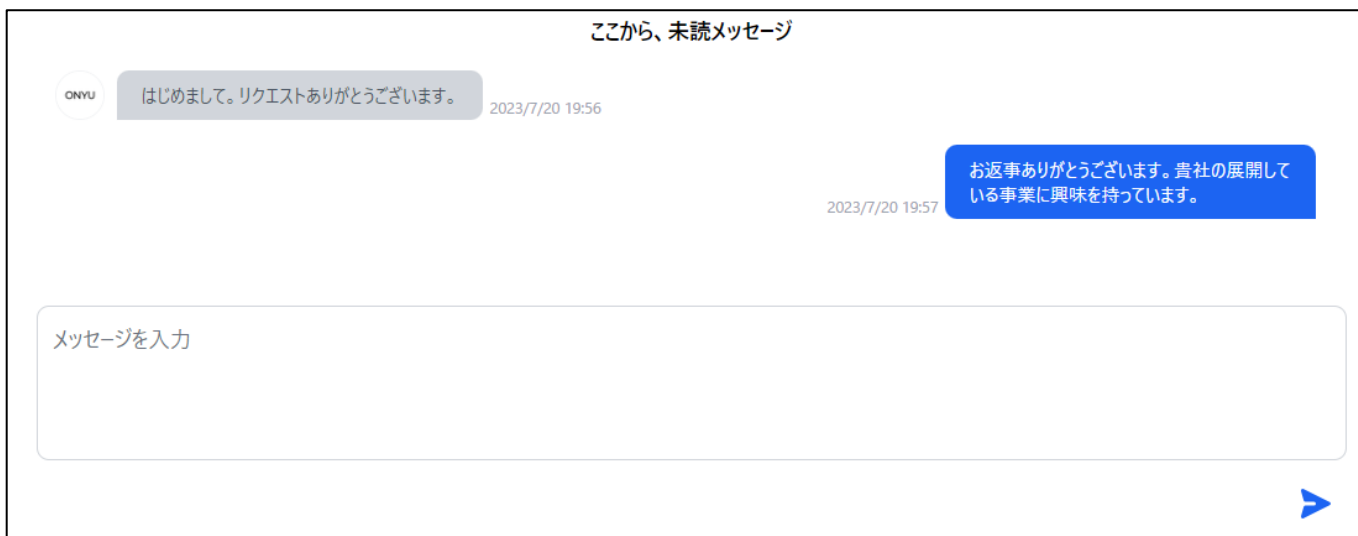 ここから、未読メッセージ
ONYU
はじめまして。リクエストありがとうございます。
2023/7/20 19:56
お返事ありがとうございます。貴社の展開して
いる事業に興味を持っています。
2023/7/20 19:57
メッセージを入力